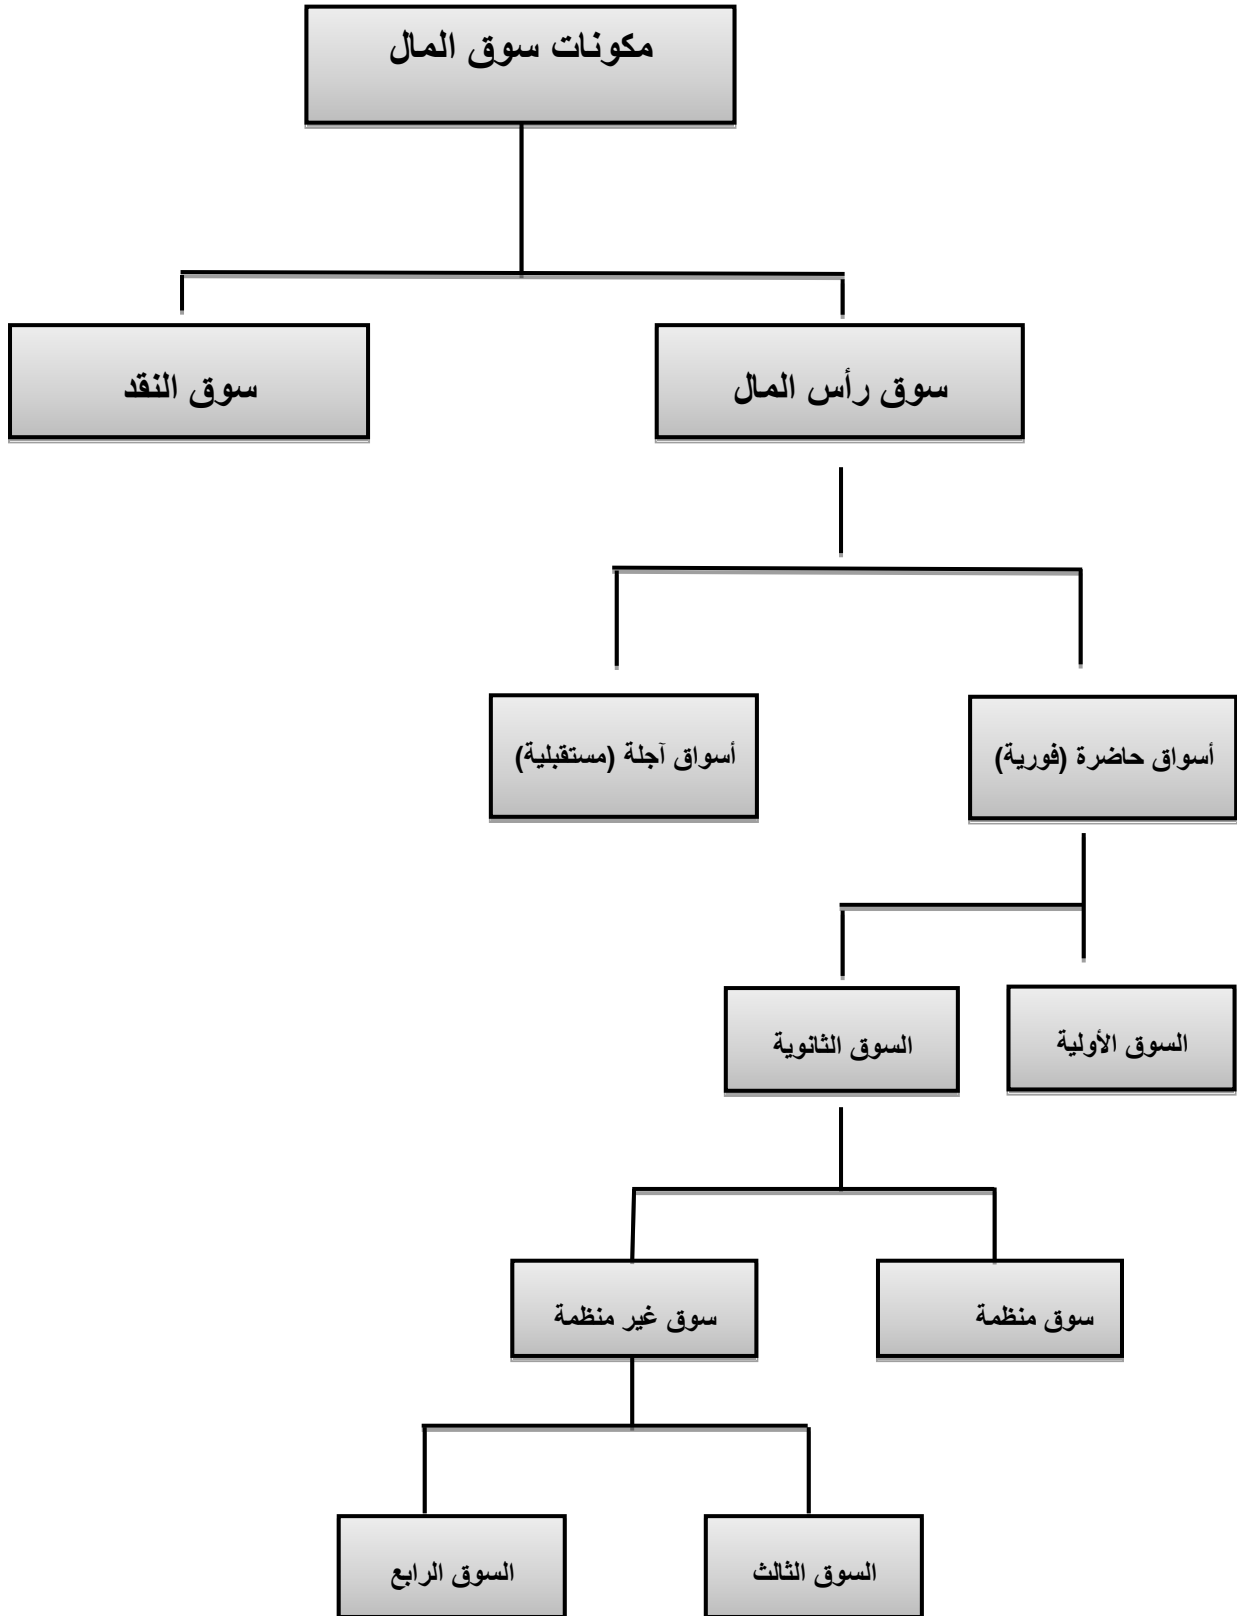 مكونات سوق المال
سوق رأس المال
سوق النقد
أسواق حاضرة (فورية)
أسواق آجلة (مستقبلية)
السوق الأولية
السوق الثانوية
سوق منظمة
سوق غير منظمة
السوق الثالث
السوق الرابع